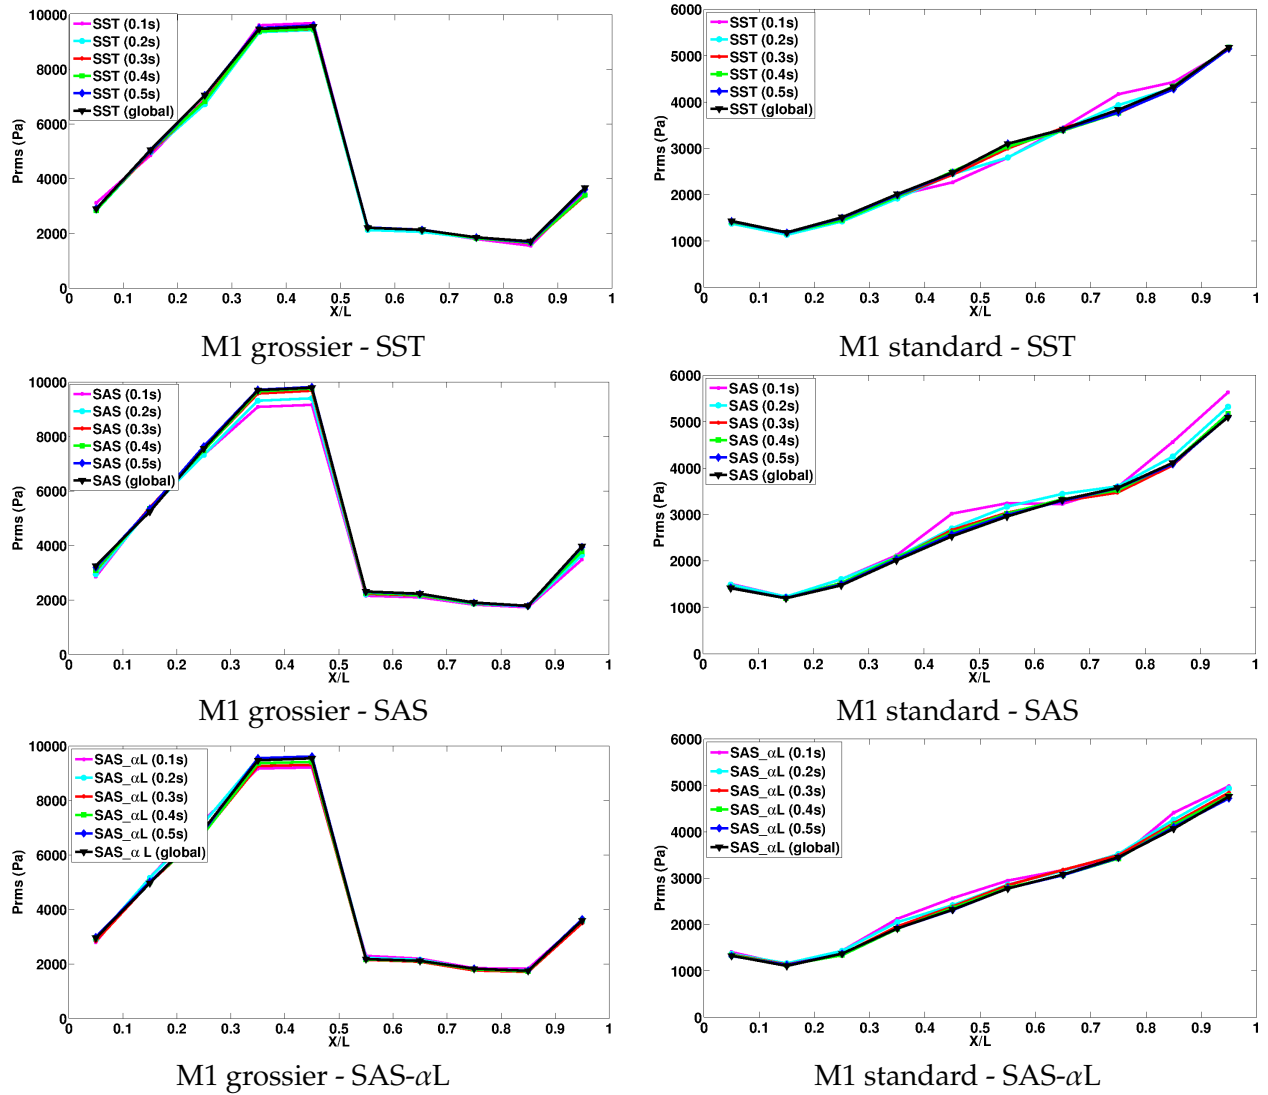 10000
8000
6000
4000
2000
0
Prms (Pa)
SST (0.1s)
SST (0.2s)
SST (0.3s)
SST (0.4s)
SST (0.5s)
SST (global)
0 0.1 0.2 0.3 0.4 0.5 0.6 0.7 0.8 0.9 1
X/L
M1 grossier - SST
6000
5000
4000
3000
2000
1000
0
Prms (Pa)
SST (0.1s)
SST (0.2s)
SST (0.3s)
SST (0.4s)
SST (0.5s)
SST (global)
0 0.1 0.2 0.3 0.4 0.5 0.6 0.7 0.8 0.9 1
X/L
M1 standard - SST
10000
8000
6000
4000
2000
0
Prms (Pa)
SAS (0.1s)
SAS (0.2s)
SAS (0.3s)
SAS (0.4s)
SAS (0.5s)
SAS (global)
0 0.1 0.2 0.3 0.4 0.5 0.6 0.7 0.8 0.9 1
X/L
M1 grossier - SAS
6000
5000
4000
3000
2000
1000
0
Prms (Pa)
SAS (0.1s)
SAS (0.2s)
SAS (0.3s)
SAS (0.4s)
SAS (0.5s)
SAS (global)
0 0.1 0.2 0.3 0.4 0.5 0.6 0.7 0.8 0.9 1
X/L
M1 standard - SAS
10000
8000
6000
4000
2000
0
Prms (Pa)
SAS_αL (0.1s)
SAS_αL (0.2s)
SAS_αL (0.3s)
SAS_αL (0.4s)
SAS_αL (0.5s)
SAS_α L (global)
0 0.1 0.2 0.3 0.4 0.5 0.6 0.7 0.8 0.9 1
X/L
M1 grossier - SAS-αL
6000
5000
4000
3000
2000
1000
0
Prms (Pa)
SAS_αL (0.1s)
SAS_αL (0.2s)
SAS_αL (0.3s)
SAS_αL (0.4s)
SAS_αL (0.5s)
SAS_αL (global)
0 0.1 0.2 0.3 0.4 0.5 0.6 0.7 0.8 0.9 1
X/L
M1 standard - SAS-αL